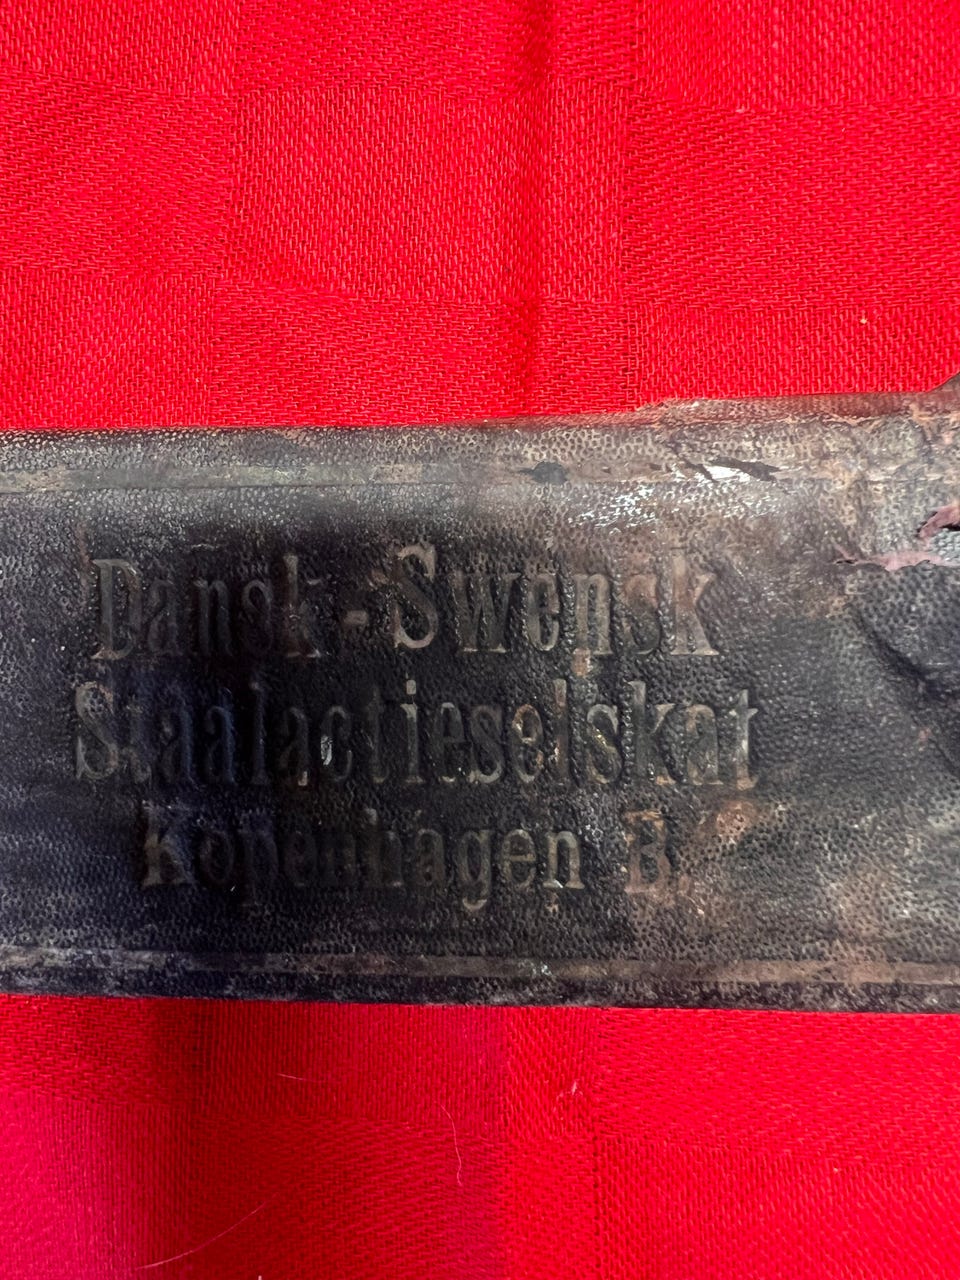 Dansk-Swensk
Staalactieselskat
Kopenhagen B.